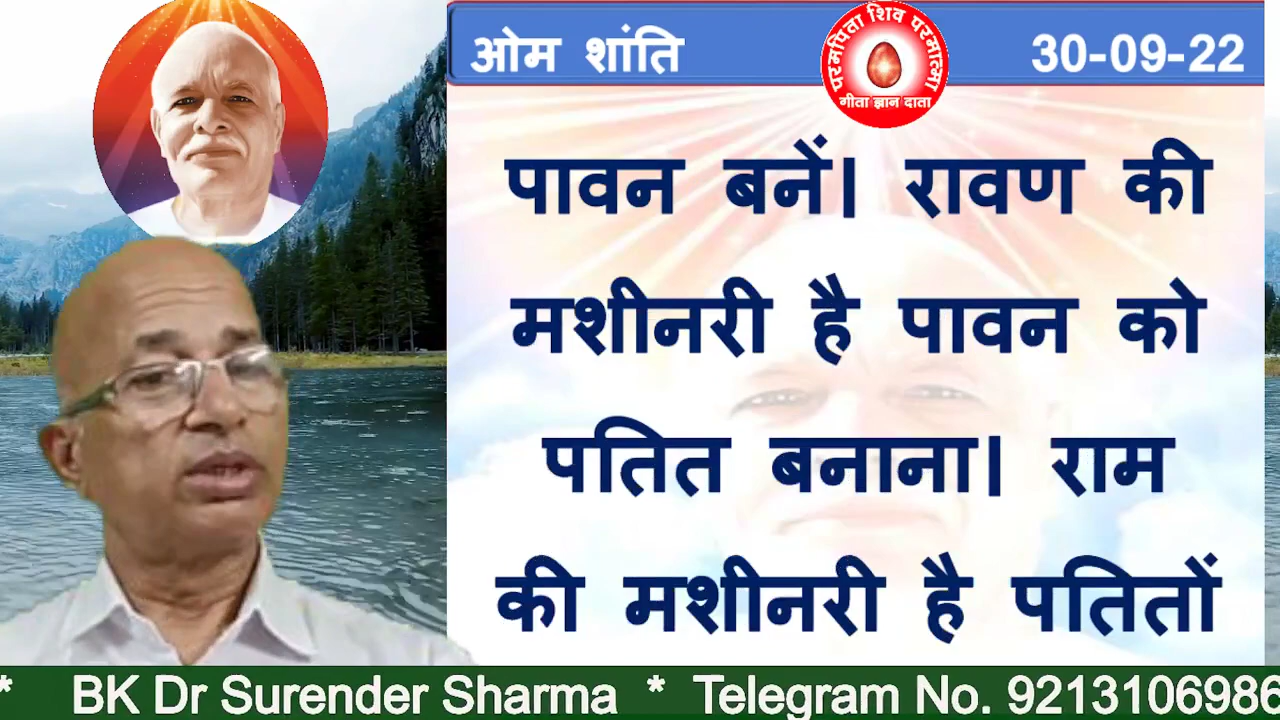 ओम शांति
परमपिता शिव परमात्मा
गीता ज्ञान दाता
30-09-22
पावन बनें। रावण की
मशीनरी है पावन को
पतित बनाना। राम
की मशीनरी है पतितों
* BK Dr Surender Sharma * Telegram No. 9213106986